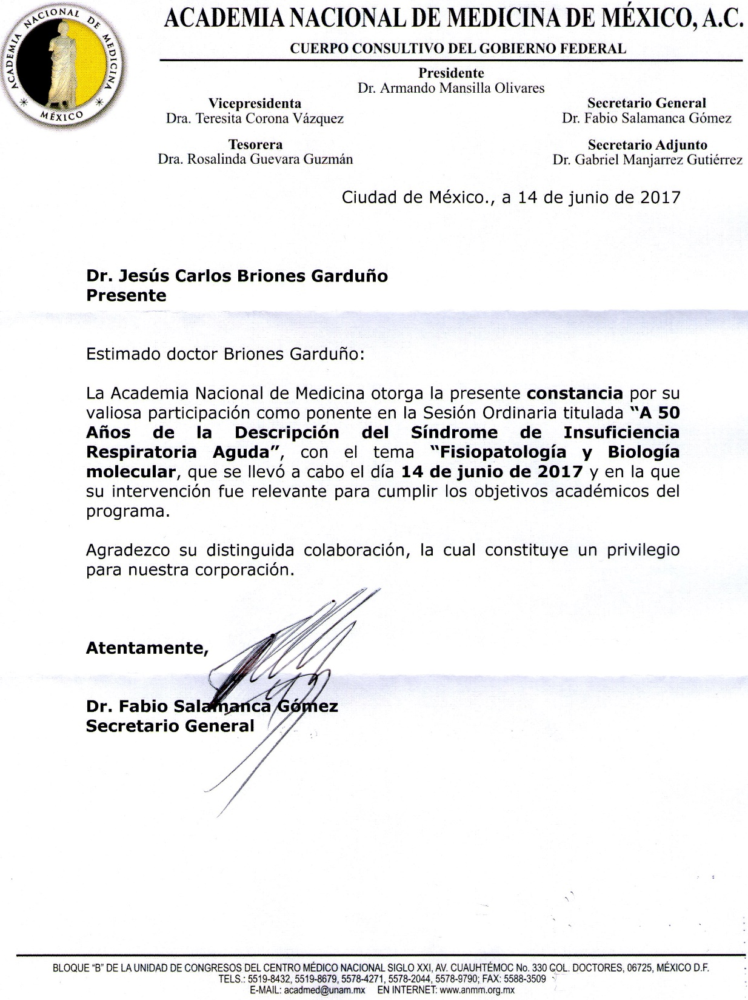 ACADEMIA NACIONAL DE MEDICINA
MÉXICO
ACADEMIA NACIONAL DE MEDICINA DE MÉXICO, A.C.
CUERPO CONSULTIVO DEL GOBIERNO FEDERAL
Presidente
Dr. Armando Mansilla Olivares
Vicepresidenta
Dra. Teresita Corona Vázquez
Secretario General
Dr. Fabio Salamanca Gómez
Tesorera
Dra. Rosalinda Guevara Guzmán
Secretario Adjunto
Dr. Gabriel Manjarrez Gutiérrez
Ciudad de México., a 14 de junio de 2017
Dr. Jesús Carlos Briones Garduño
Presente
Estimado doctor Briones Garduño:
La Academia Nacional de Medicina otorga la presente constancia por su
valiosa participación como ponente en la Sesión Ordinaria titulada “A 50
Años de la Descripción del Síndrome de Insuficiencia
Respiratoria Aguda”, con el tema “Fisiopatología y Biología
molecular, que se llevó a cabo el día 14 de junio de 2017 y en la que
su intervención fue relevante para cumplir los objetivos académicos del
programa.
Agradezco su distinguida colaboración, la cual constituye un privilegio
para nuestra corporación.
Atentamente,
Dr. Fabio Salamanca Gómez
Secretario General
BLOQUE “B” DE LA UNIDAD DE CONGRESOS DEL CENTRO MÉDICO NACIONAL SIGLO XXI, AV. CUAUHTÉMOC No. 330 COL. DOCTORES, 06725, MÉXICO D.F.
TELS.: 5519-8432, 5519-8679, 5578-4271, 5578-2044, 5578-9790; FAX: 5588-3509
E-MAIL: acadmed@unam.mx EN INTERNET: www.anmm.org.mx